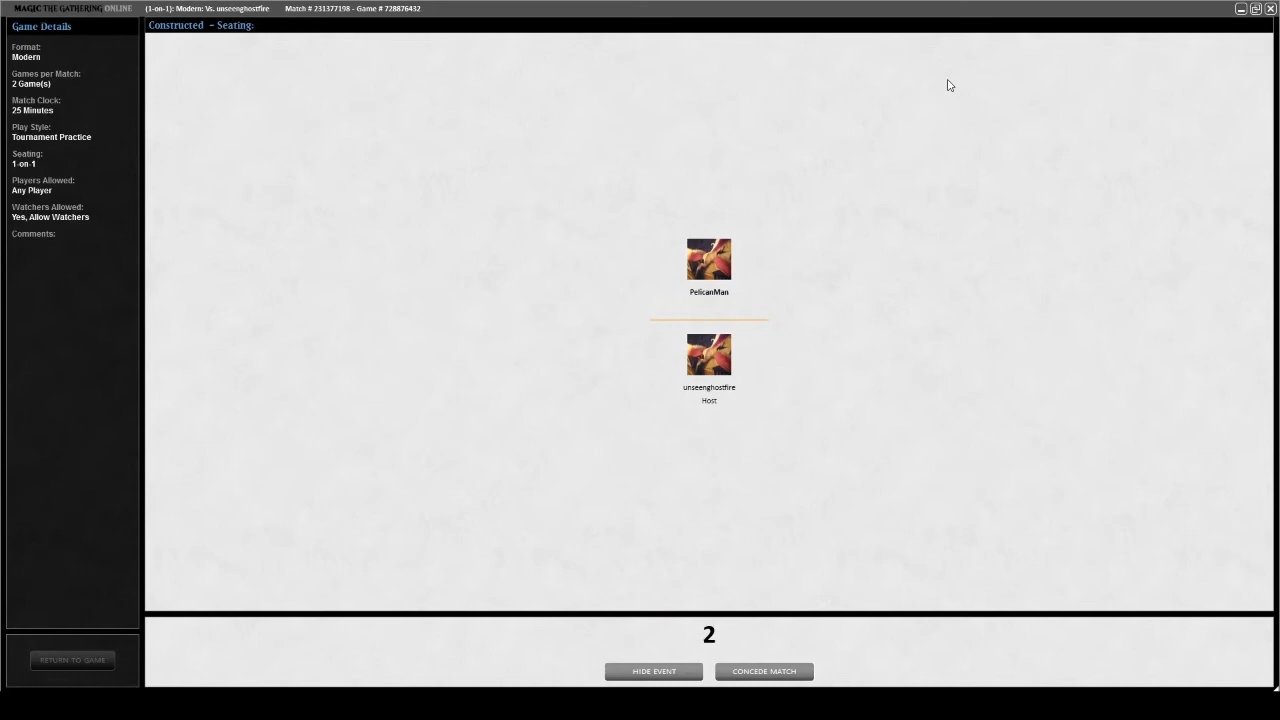 MAGIC THE GATHERING ONLINE
(1-on-1): Modern: Vs. unseenghostfire
Match # 231377198 - Game # 728876432
Game Details
Constructed - Seating:
Format:
Modern
Games per Match:
2 Game(s)
Match Clock:
25 Minutes
Play Style:
Tournament Practice
Seating:
1-on-1
Players Allowed:
Any Player
Watchers Allowed:
Yes, Allow Watchers
Comments:
PelicanMan
unseenghostfire
Host
2
RETURN TO GAME
HIDE EVENT
CONCEDE MATCH